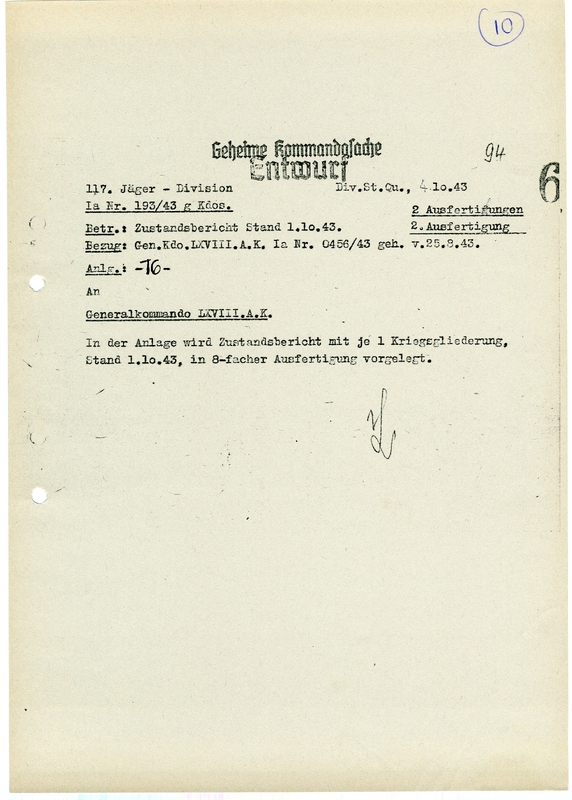 10
Geheime Kommandosache
94
Entwurf
6
117. Jäger - Division Div.St.Qu., 4.10.43
Ia Nr. 193/43 g Kdos. 2 Ausfertigungen
Betr.: Zustandsbericht Stand 1.10.43. 2. Ausfertigung
Bezug: Gen.Kdo.LXVIII.A.K. Ia Nr. 0456/43 geh. v.25.8.43.
Anlg.: -16-
An
Generalkommando LXVIII.A.K.
In der Anlage wird Zustandsbericht mit je 1 Kriegsgliederung,
Stand 1.10.43, in 8-facher Ausfertigung vorgelegt.